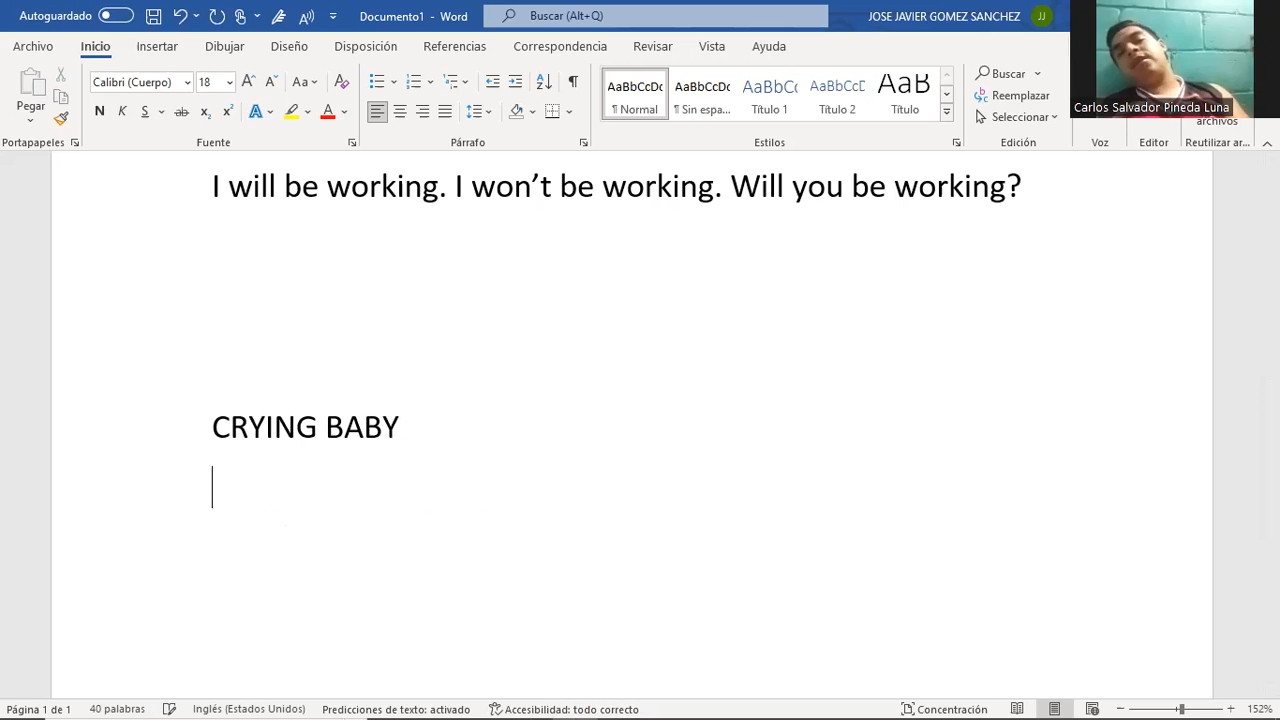 Autoguardado
Documento1 - Word
Buscar (Alt+Q)
JOSE JAVIER GOMEZ SANCHEZ
JJ
Archivo Inicio Insertar Dibujar Diseño Disposición Referencias Correspondencia Revisar Vista Ayuda
Pegar
Portapapeles
Calibri (Cuerpo) 18
N K S ab x₂ x²
Fuente
Párrafo
AaBbCcDc AaBbCcDc AaBbCc AaBbCcD AaB
¶ Normal ¶ Sin espa... Título 1 Título 2 Título
Estilos
Buscar
Reemplazar
Seleccionar
Edición
Voz
Editor
archivos
Reutilizar ar...
Carlos Salvador Pineda Luna
I will be working. I won’t be working. Will you be working?
CRYING BABY
Página 1 de 1 40 palabras Inglés (Estados Unidos) Predicciones de texto: activado Accesibilidad: todo correcto Concentración 152%